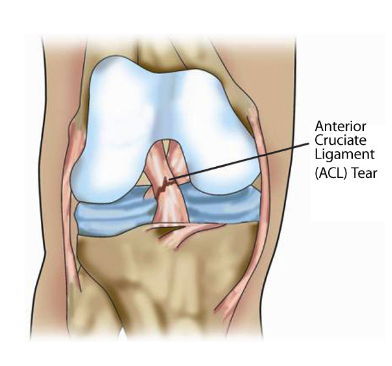 Anterior
Cruciate
Ligament
(ACL) Tear